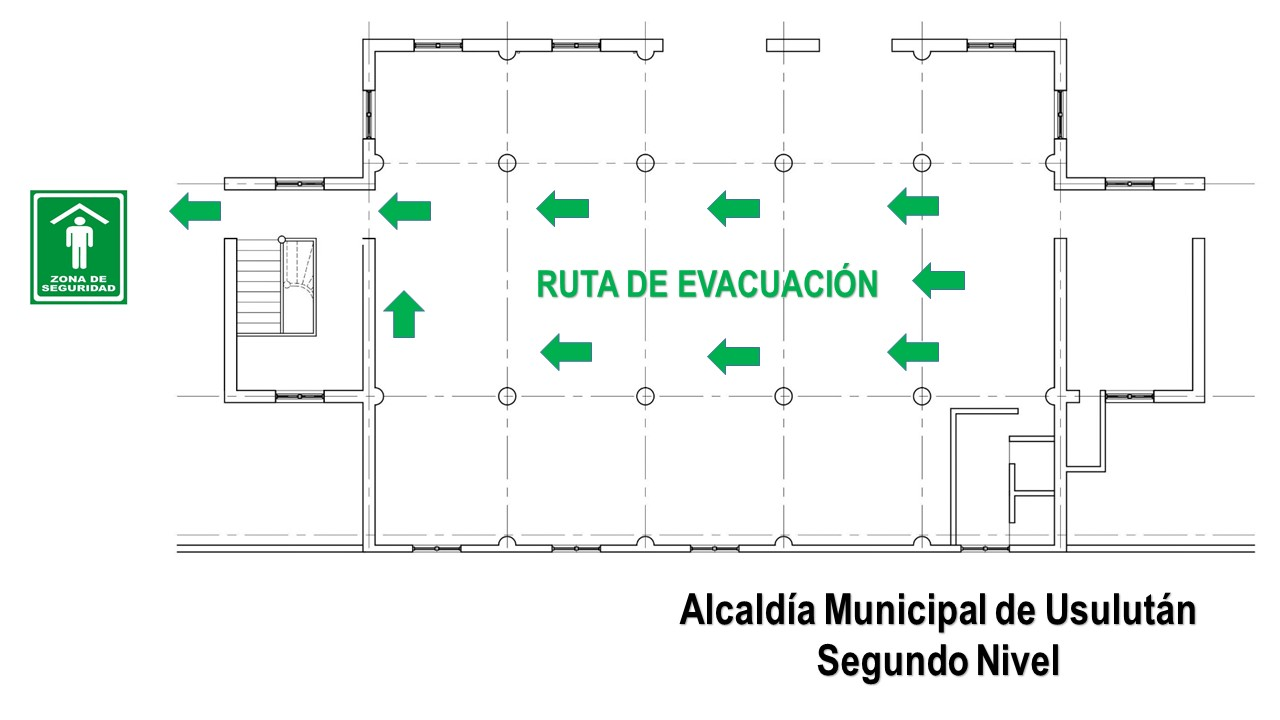 ZONA DE
SEGURIDAD
RUTA DE EVACUACIÓN
Alcaldía Municipal de Usulután
Segundo Nivel